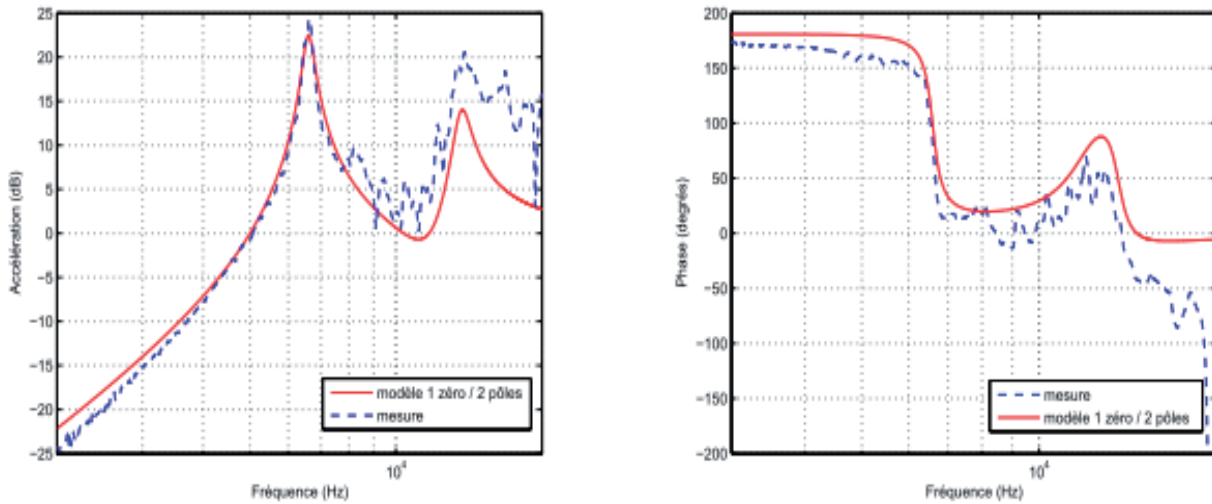 25
20
15
10
5
0
−5
−10
−15
−20
−25
Accélération (dB)
modèle 1 zéro / 2 pôles
mesure
10⁴
Fréquence (Hz)
200
150
100
50
0
−50
−100
−150
−200
Phase (degrés)
mesure
modèle 1 zéro / 2 pôles
10⁴
Fréquence (Hz)